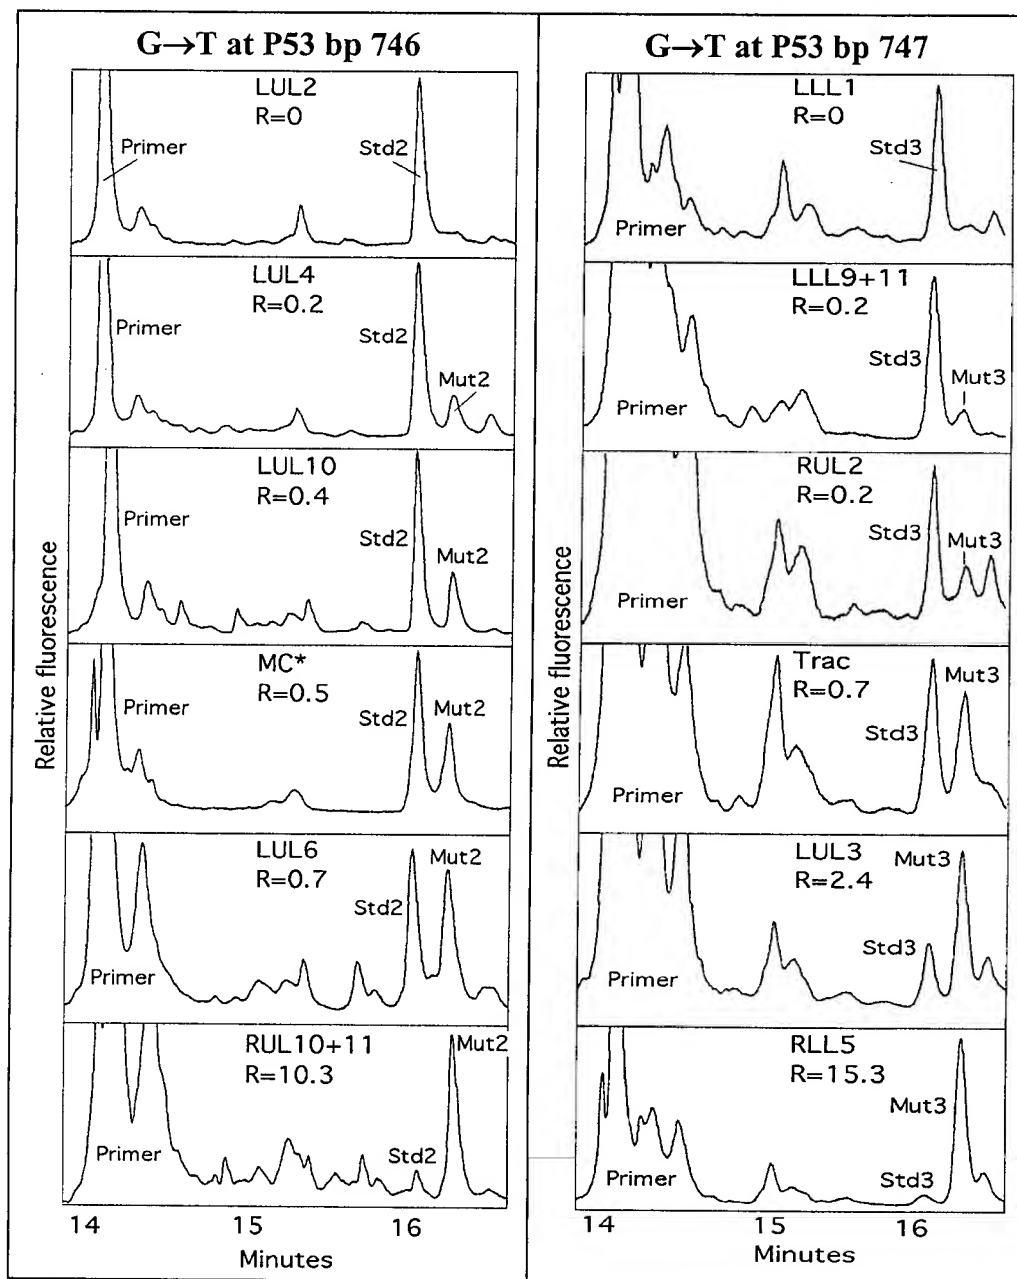 G→T at P53 bp 746
LUL2
R=0
Primer
Std2
LUL4
R=0.2
Primer
Std2
Mut2
LUL10
R=0.4
Primer
Std2
Mut2
MC*
R=0.5
Primer
Std2
Mut2
LUL6
R=0.7
Primer
Std2
Mut2
RUL10+11
R=10.3
Primer
Std2
Mut2
14 15 16
Minutes
Relative fluorescence
G→T at P53 bp 747
LLL1
R=0
Primer
Std3
LLL9+11
R=0.2
Primer
Std3
Mut3
RUL2
R=0.2
Primer
Std3
Mut3
Trac
R=0.7
Primer
Std3
Mut3
LUL3
R=2.4
Primer
Std3
Mut3
RLL5
R=15.3
Primer
Std3
Mut3
14 15 16
Minutes
Relative fluorescence